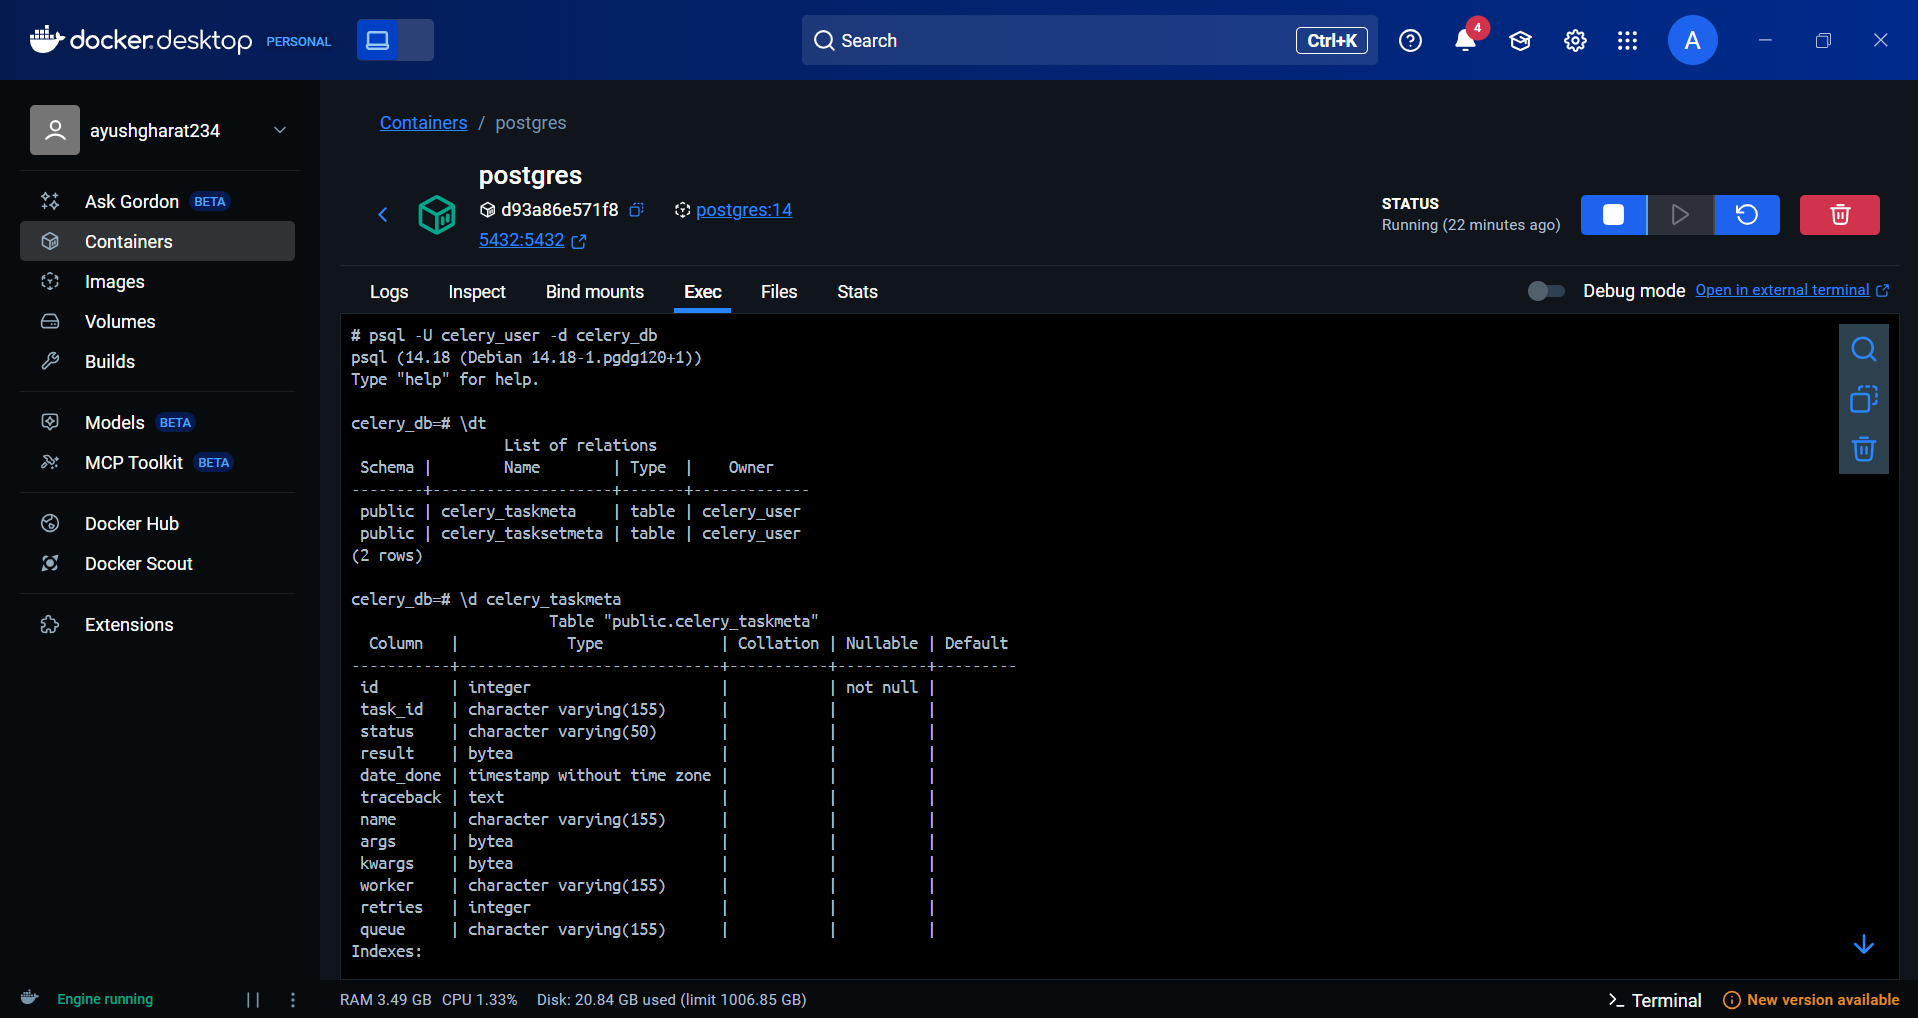 docker.desktop PERSONAL
Search
Ctrl+K
4
A
ayushgharat234
Ask Gordon BETA
Containers
Images
Volumes
Builds
Models BETA
MCP Toolkit BETA
Docker Hub
Docker Scout
Extensions
Containers / postgres
postgres
d93a86e571f8 postgres:14
5432:5432
STATUS
Running (22 minutes ago)
Logs Inspect Bind mounts Exec Files Stats
Debug mode Open in external terminal
# psql -U celery_user -d celery_db
psql (14.18 (Debian 14.18-1.pgdg120+1))
Type "help" for help.
celery_db=# \dt
List of relations
Schema | Name | Type | Owner
--------+--------------------+-------+-------------
public | celery_taskmeta | table | celery_user
public | celery_tasksetmeta | table | celery_user
(2 rows)
celery_db=# \d celery_taskmeta
Table "public.celery_taskmeta"
Column | Type | Collation | Nullable | Default
-----------+-----------------------------+-----------+----------+---------
id | integer | | not null |
task_id | character varying(155) | | |
status | character varying(50) | | |
result | bytea | | |
date_done | timestamp without time zone | | |
traceback | text | | |
name | character varying(155) | | |
args | bytea | | |
kwargs | bytea | | |
worker | character varying(155) | | |
retries | integer | | |
queue | character varying(155) | | |
Indexes:
Engine running
RAM 3.49 GB CPU 1.33% Disk: 20.84 GB used (limit 1006.85 GB)
Terminal
New version available